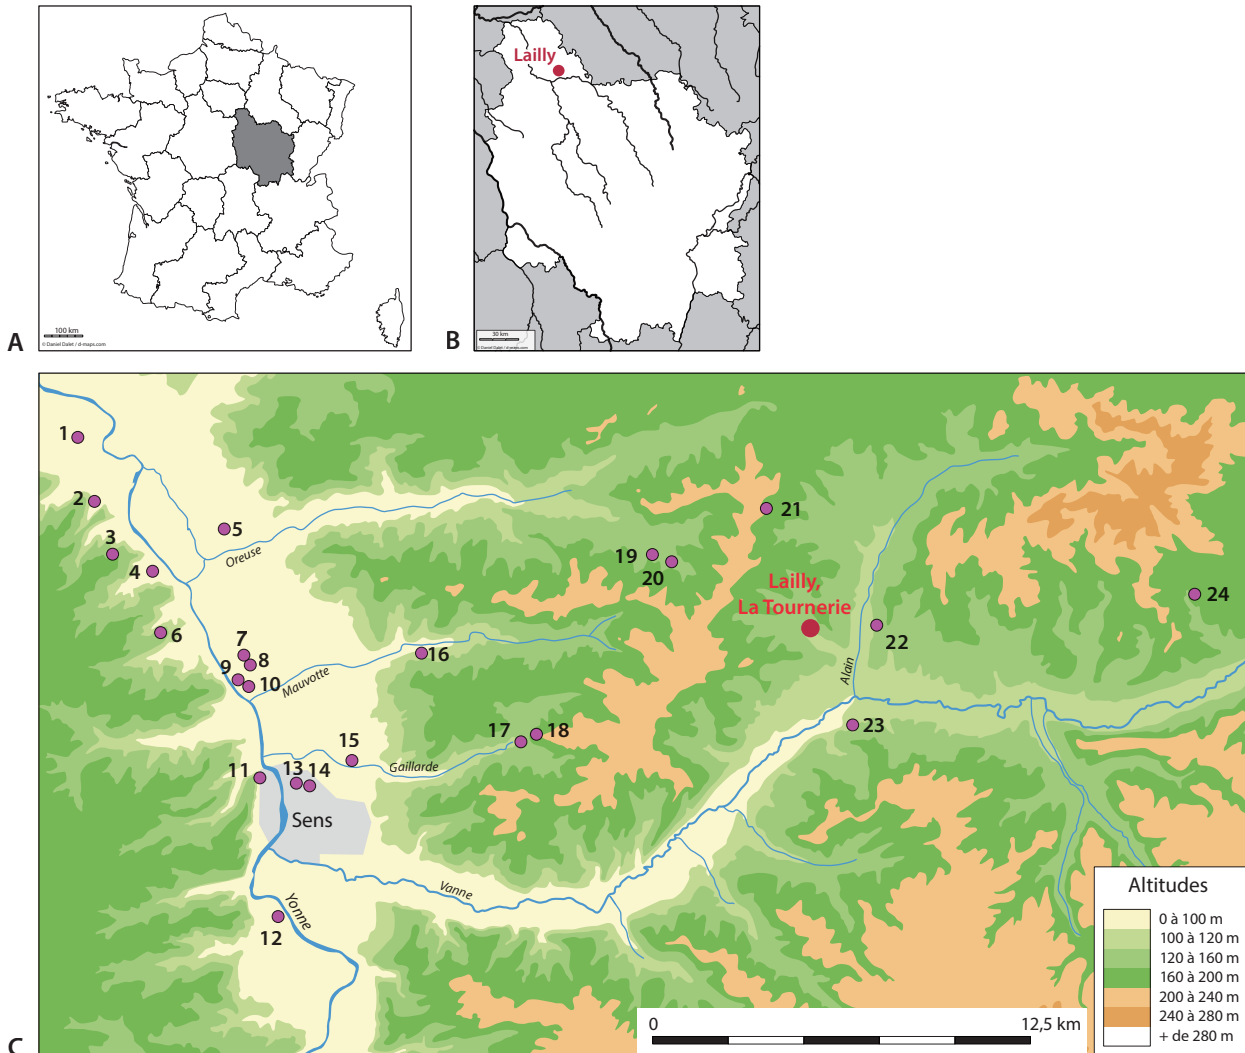 Lailly
100 km
© Daniel Dalet / d-maps.com
A
30 km
© Daniel Dalet / d-maps.com
B
1
2
3
4
5
Oreuse
6
7
8
9
10
Mauvotte
16
19
20
21
Lailly,
La Tournerie
22
24
Alain
23
15
17
18
Gaillarde
11
13
14
Sens
Vanne
Yonne
12
Altitudes
0 à 100 m
100 à 120 m
120 à 160 m
160 à 200 m
200 à 240 m
240 à 280 m
+ de 280 m
0
12,5 km
C